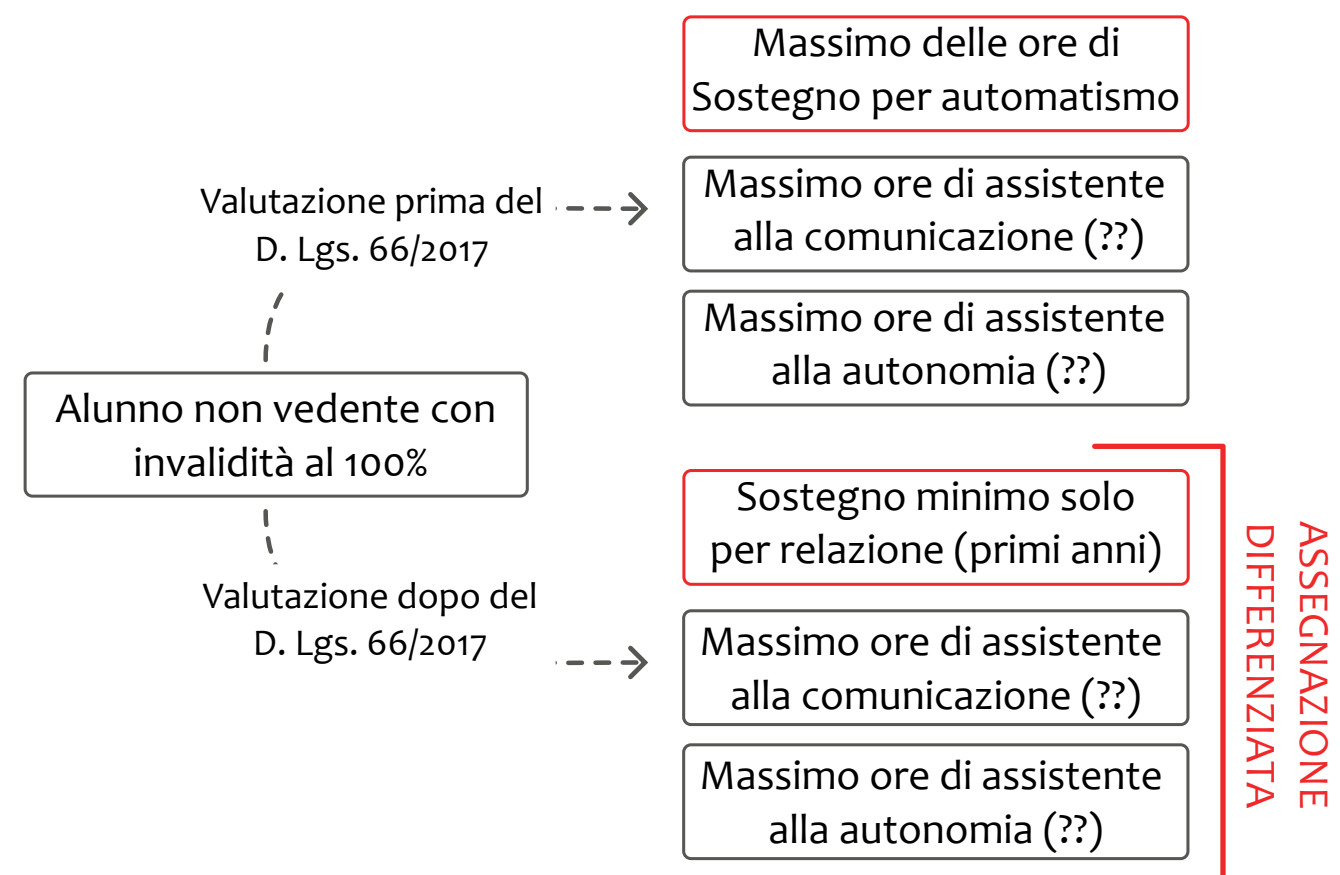 Massimo delle ore di
Sostegno per automatismo
Valutazione prima del
D. Lgs. 66/2017
Massimo ore di assistente
alla comunicazione (??)
Massimo ore di assistente
alla autonomia (??)
Alunno non vedente con
invalidità al 100%
Sostegno minimo solo
per relazione (primi anni)
Valutazione dopo del
D. Lgs. 66/2017
Massimo ore di assistente
alla comunicazione (??)
Massimo ore di assistente
alla autonomia (??)
ASSEGNAZIONE
DIFFERENZIATA